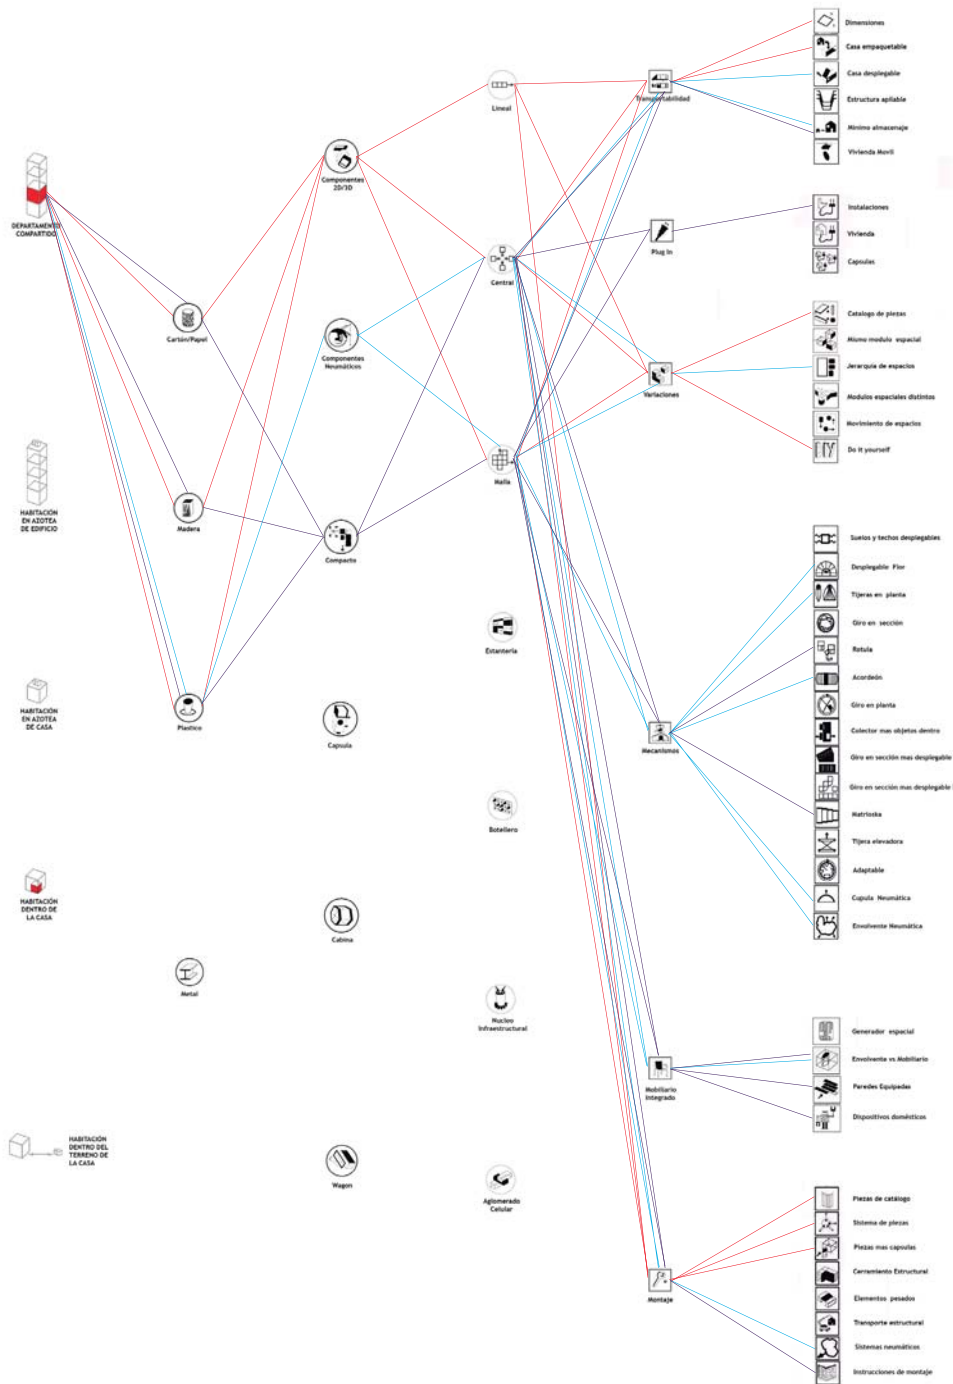 DEPARTAMENTO
COMPARTIDO
HABITACIÓN
EN AZOTEA
DE EDIFICIO
HABITACIÓN
EN AZOTEA
DE CASA
HABITACIÓN
DENTRO DE
LA CASA
HABITACIÓN
DENTRO DEL
TERRENO DE
LA CASA
Cartón/Papel
Madera
Plastico
Metal
Componentes
2D/3D
Componentes
Neumáticos
Compacto
Capsula
Cabina
Wagon
Lineal
Central
Malla
Estantería
Botellero
Nucleo
Infraestructural
Aglomerado
Celular
Transportabilidad
Plug In
Variaciones
Mecanismos
Mobiliario
Integrado
Montaje
Dimensiones
Casa empaquetable
Casa desplegable
Estructura apilable
Minimo almacenaje
Vivienda Movil
Instalaciones
Vivienda
Capsulas
Catalogo de piezas
Mismo modulo espacial
Jerarquía de espacios
Modulos espaciales distintos
Movimiento de espacios
Do it yourself
Suelos y techos desplegables
Desplegable Flor
Tijeras en planta
Giro en sección
Rotula
Acordeón
Giro en planta
Colector mas objetos dentro
Giro en sección mas desplegable
Giro en sección mas desplegable
Matrioska
Tijera elevadora
Adaptable
Cupula Neumática
Envolvente Neumática
Generador espacial
Envolvente vs Mobiliario
Paredes Equipadas
Dispositivos domésticos
Piezas de catálogo
Sistema de piezas
Piezas mas capsulas
Cerramiento Estructural
Elementos pesados
Transporte estructural
Sistemas neumáticos
Instrucciones de montaje